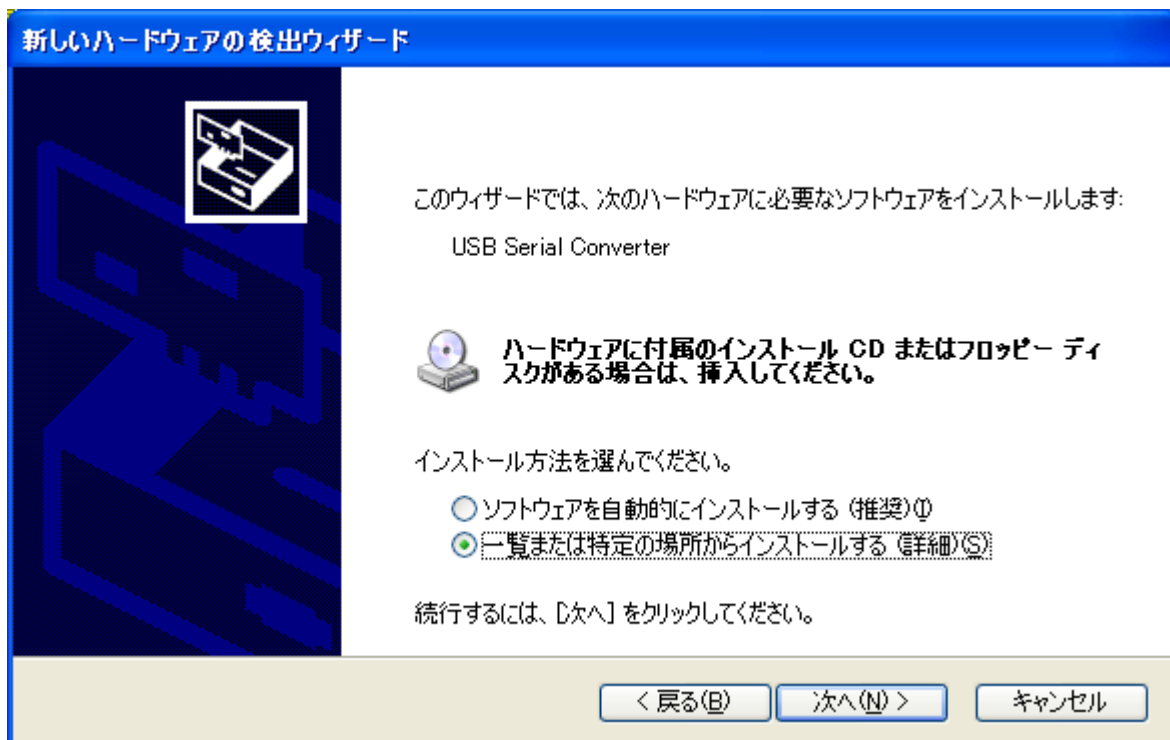 新しいハードウェアの検出ウィザード
このウィザードでは、次のハードウェアに必要なソフトウェアをインストールします:
USB Serial Converter
ハードウェアに付属のインストール CD またはフロッピー ディ
スクがある場合は、挿入してください。
インストール方法を選んでください。
ソフトウェアを自動的にインストールする (推奨)(I)
一覧または特定の場所からインストールする (詳細)(S)
続行するには、[次へ] をクリックしてください。
< 戻る(B) 次へ(N) > キャンセル